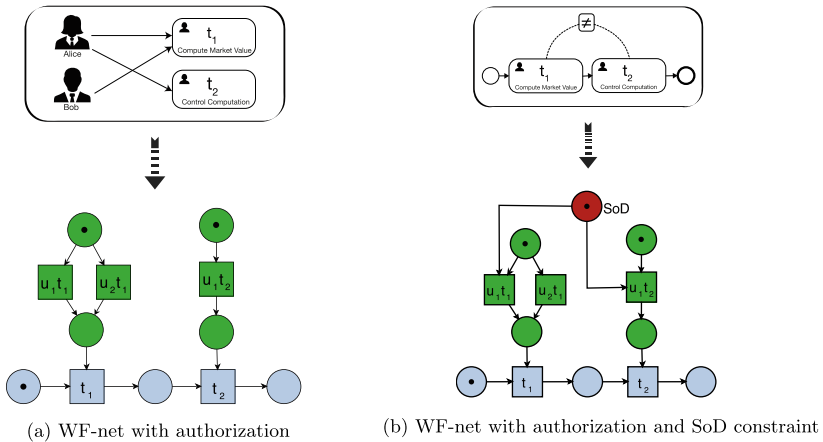 Alice
t1
Compute Market Value
Bob
t2
Control Computation
≠
t1
Compute Market Value
t2
Control Computation
u1t1
u2t1
u1t2
t1
t2
(a) WF-net with authorization
SoD
u1t1
u2t1
u1t2
t1
t2
(b) WF-net with authorization and SoD constraint